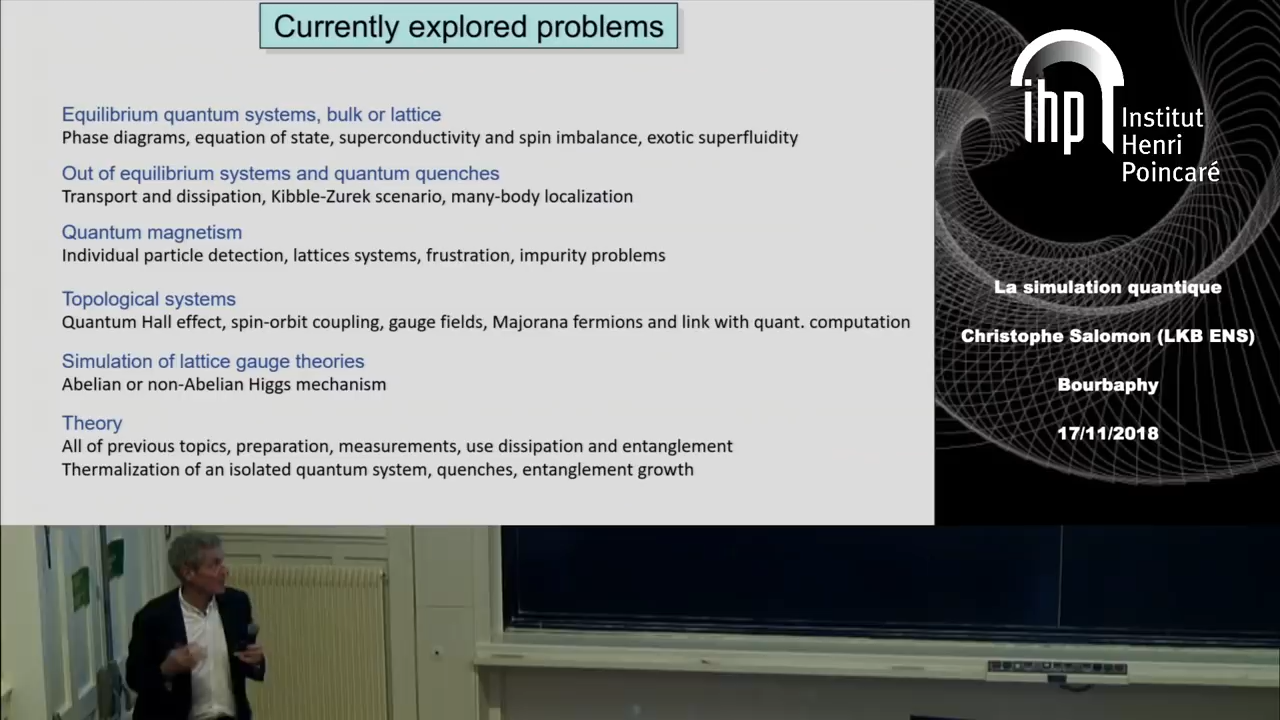 Currently explored problems
Equilibrium quantum systems, bulk or lattice
Phase diagrams, equation of state, superconductivity and spin imbalance, exotic superfluidity
Out of equilibrium systems and quantum quenches
Transport and dissipation, Kibble-Zurek scenario, many-body localization
Quantum magnetism
Individual particle detection, lattices systems, frustration, impurity problems
Topological systems
Quantum Hall effect, spin-orbit coupling, gauge fields, Majorana fermions and link with quant. computation
Simulation of lattice gauge theories
Abelian or non-Abelian Higgs mechanism
Theory
All of previous topics, preparation, measurements, use dissipation and entanglement
Thermalization of an isolated quantum system, quenches, entanglement growth
ihp
Institut
Henri
Poincaré
La simulation quantique
Christophe Salomon (LKB ENS)
Bourbaphy
17/11/2018